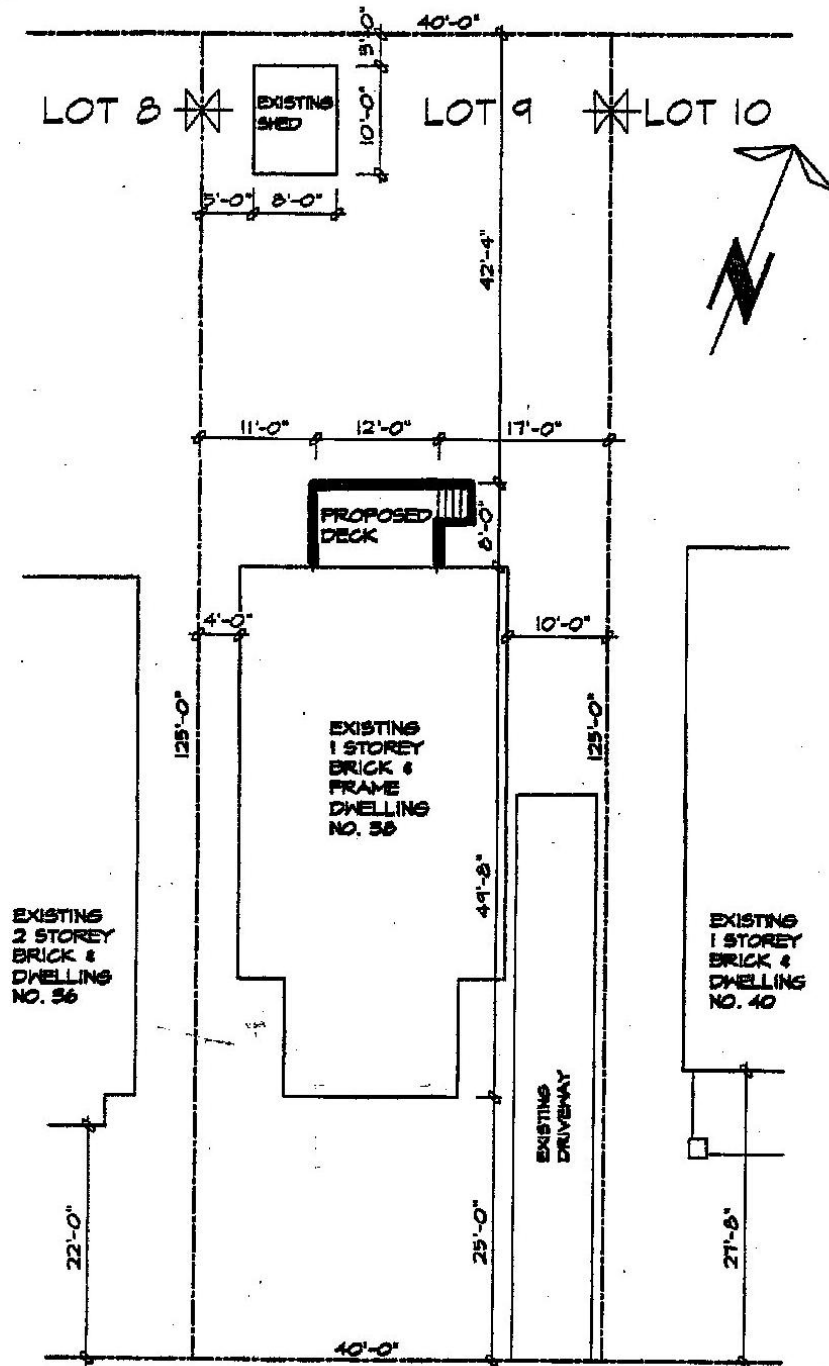 40'-0"
3'-0"
LOT 8
EXISTING
SHED
10'-0"
LOT 9
LOT 10
5'-0"
8'-0"
42'-4"
N
11'-0"
12'-0"
17'-0"
PROPOSED
DECK
8'-0"
4'-0"
10'-0"
125'-0"
125'-0"
EXISTING
1 STOREY
BRICK &
FRAME
DWELLING
NO. 38
49'-8"
EXISTING
2 STOREY
BRICK &
DWELLING
NO. 36
EXISTING
1 STOREY
BRICK &
DWELLING
NO. 40
EXISTING
DRIVEWAY
22'-0"
25'-0"
27'-8"
40'-0"